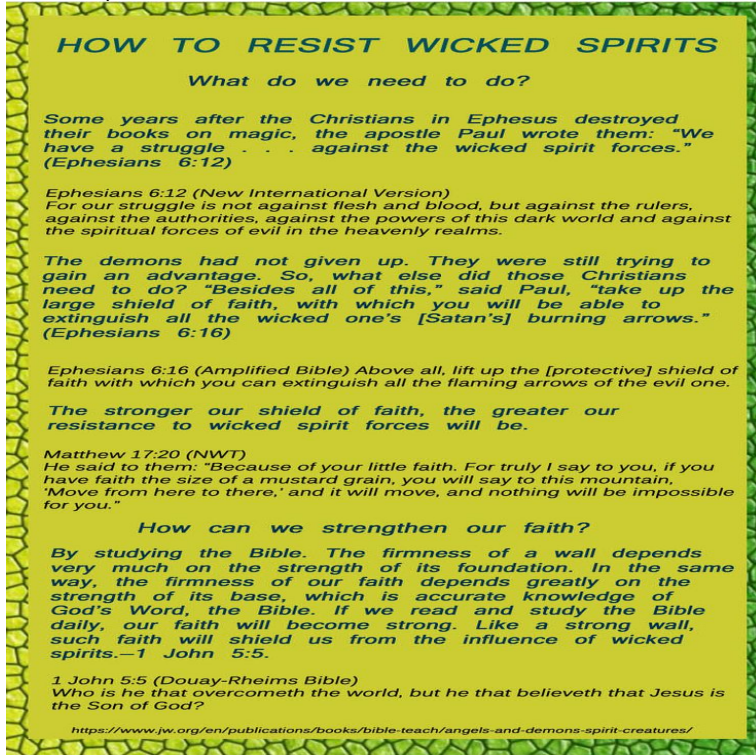 HOW TO RESIST WICKED SPIRITS
What do we need to do?
Some years after the Christians in Ephesus destroyed
their books on magic, the apostle Paul wrote them: “We
have a struggle . . . against the wicked spirit forces.”
(Ephesians 6:12)
Ephesians 6:12 (New International Version)
For our struggle is not against flesh and blood, but against the rulers,
against the authorities, against the powers of this dark world and against
the spiritual forces of evil in the heavenly realms.
The demons had not given up. They were still trying to
gain an advantage. So, what else did those Christians
need to do? “Besides all of this,” said Paul, “take up the
large shield of faith, with which you will be able to
extinguish all the wicked one’s [Satan’s] burning arrows.”
(Ephesians 6:16)
Ephesians 6:16 (Amplified Bible) Above all, lift up the [protective] shield of
faith with which you can extinguish all the flaming arrows of the evil one.
The stronger our shield of faith, the greater our
resistance to wicked spirit forces will be.
Matthew 17:20 (NWT)
He said to them: “Because of your little faith. For truly I say to you, if you
have faith the size of a mustard grain, you will say to this mountain,
‘Move from here to there,’ and it will move, and nothing will be impossible
for you.”
How can we strengthen our faith?
By studying the Bible. The firmness of a wall depends
very much on the strength of its foundation. In the same
way, the firmness of our faith depends greatly on the
strength of its base, which is accurate knowledge of
God’s Word, the Bible. If we read and study the Bible
daily, our faith will become strong. Like a strong wall,
such faith will shield us from the influence of wicked
spirits.—1 John 5:5.
1 John 5:5 (Douay-Rheims Bible)
Who is he that overcometh the world, but he that believeth that Jesus is
the Son of God?
https://www.jw.org/en/publications/books/bible-teach/angels-and-demons-spirit-creatures/